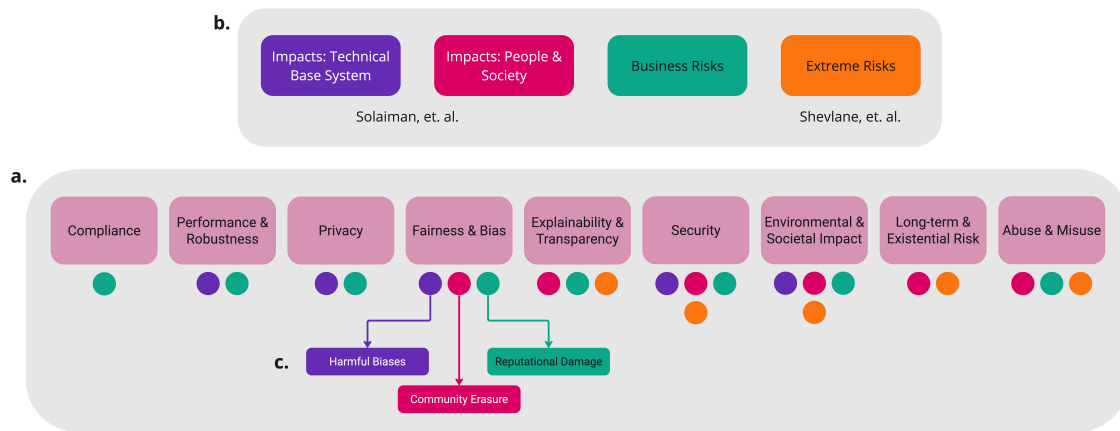 b.
Impacts: Technical
Base System
Impacts: People &
Society
Business Risks
Extreme Risks
Solaiman, et. al.
Shevlane, et. al.
a.
Compliance
Performance &
Robustness
Privacy
Fairness & Bias
Explainability &
Transparency
Security
Environmental &
Societal Impact
Long-term &
Existential Risk
Abuse & Misuse
c.
Harmful Biases
Reputational Damage
Community Erasure